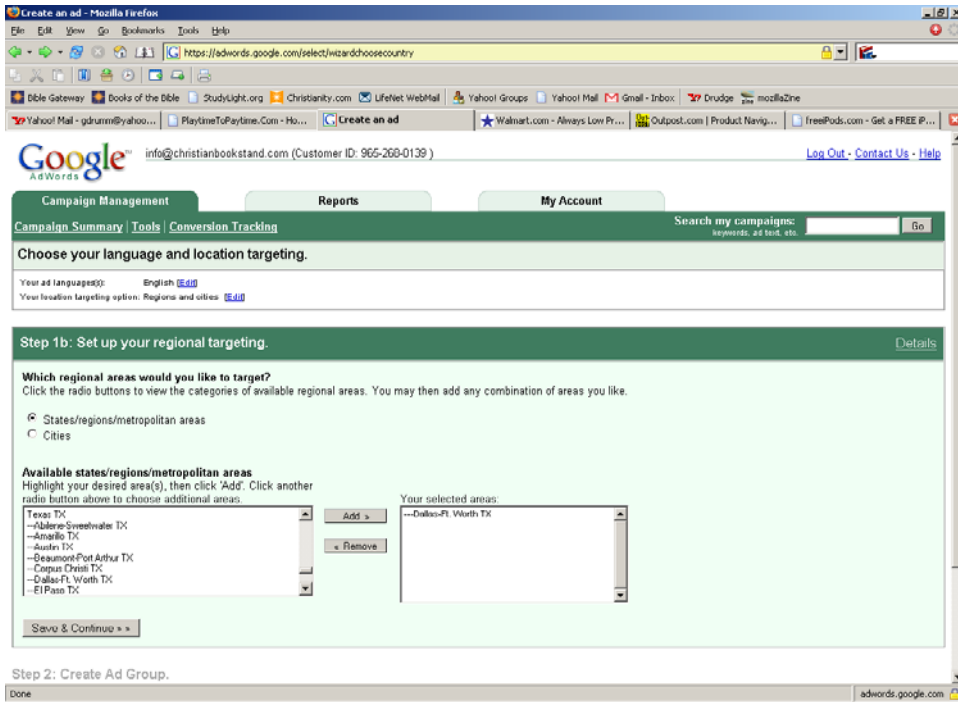 Create an ad - Mozilla Firefox
File Edit View Go Bookmarks Tools Help
https://adwords.google.com/select/wizardchoosecountry
Bible Gateway Books of the Bible StudyLight.org Christianity.com LifeNet WebMail Yahoo! Groups Yahoo! Mail Gmail - Inbox Drudge mozillaZine
Yahoo! Mail - gdrumm@yahoo... PlaytimeToPaytime.Com - Ho... Create an ad Walmart.com - Always Low Pr... Outpost.com | Product Navig... freeiPods.com - Get a FREE iP...
Google™ info@christianbookstand.com (Customer ID: 965-268-0139 ) Log Out - Contact Us - Help
AdWords
Campaign Management Reports My Account
Campaign Summary | Tools | Conversion Tracking Search my campaigns: Go
keywords, ad text, etc.
Choose your language and location targeting.
Your ad languages(s): English [Edit]
Your location targeting option: Regions and cities [Edit]
Step 1b: Set up your regional targeting. Details
Which regional areas would you like to target?
Click the radio buttons to view the categories of available regional areas. You may then add any combination of areas you like.
States/regions/metropolitan areas
Cities
Available states/regions/metropolitan areas
Highlight your desired area(s), then click 'Add'. Click another
radio button above to choose additional areas. Your selected areas:
Texas TX Add » ---Dallas-Ft. Worth TX
---Abilene-Sweetwater TX
---Amarillo TX
---Austin TX
---Beaumont-Port Arthur TX « Remove
---Corpus Christi TX
---Dallas-Ft. Worth TX
---El Paso TX
Save & Continue » »
Step 2: Create Ad Group.
Done adwords.google.com